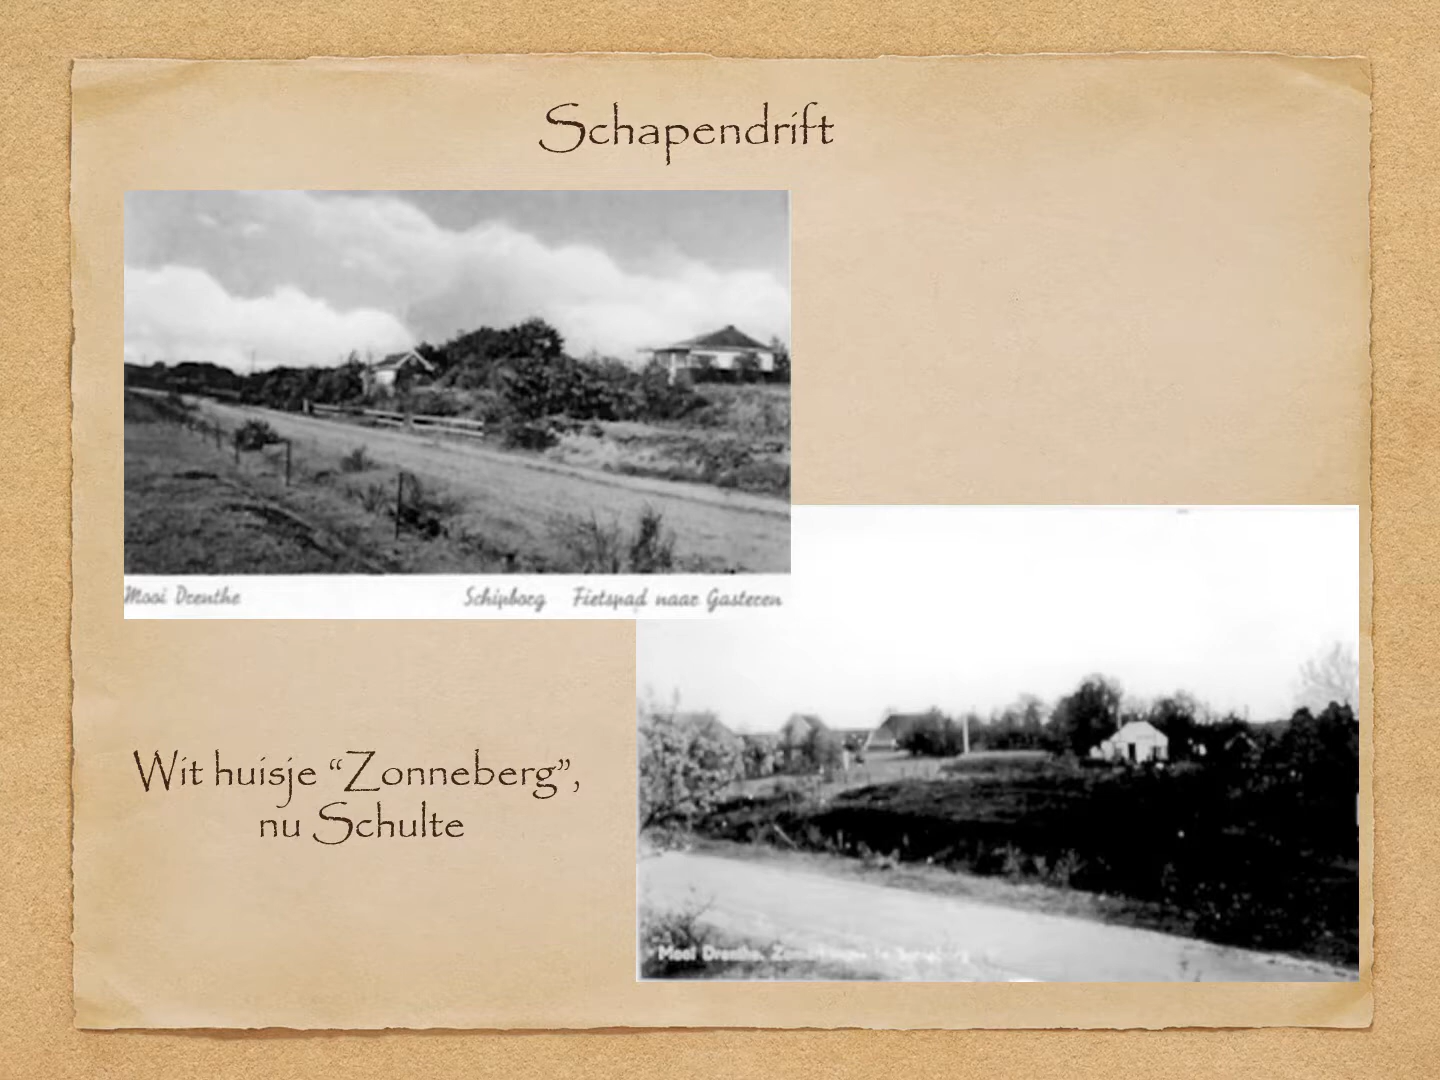 Schapendrift
Mooi Drenthe Schipborg Fietspad naar Gasteren
Wit huisje “Zonneberg”,
nu Schulte
Mooi Drenthe.